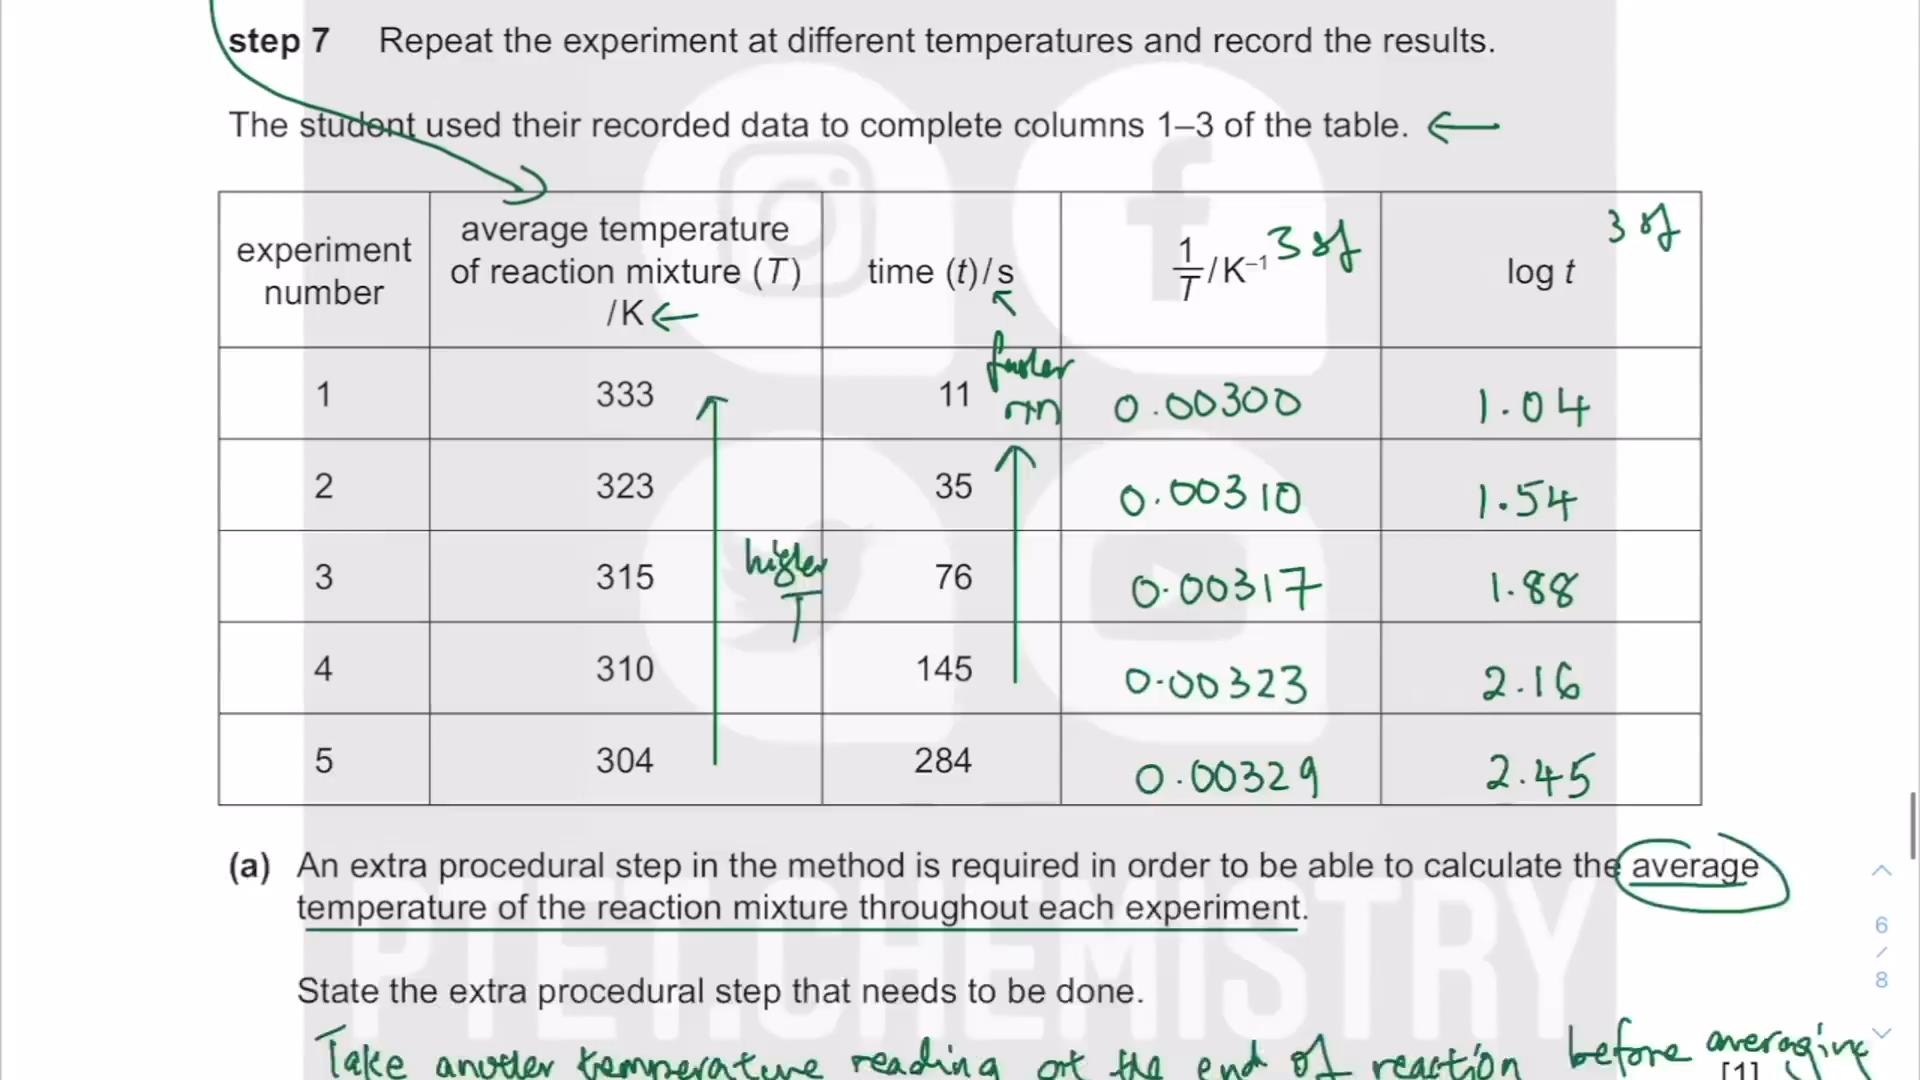 step 7 Repeat the experiment at different temperatures and record the results.
The student used their recorded data to complete columns 1–3 of the table.
experiment number
average temperature of reaction mixture (T) /K
time (t)/s
1/T /K⁻¹ 3 sf
log t 3 sf
1 333 11 0.00300 1.04
faster rxn
2 323 35 0.00310 1.54
higher T
3 315 76 0.00317 1.88
4 310 145 0.00323 2.16
5 304 284 0.00329 2.45
(a) An extra procedural step in the method is required in order to be able to calculate the average
temperature of the reaction mixture throughout each experiment.
PTET.CHEMISTRY
State the extra procedural step that needs to be done.
Take another temperature reading at the end of reaction before averaging
[1]
6
/
8